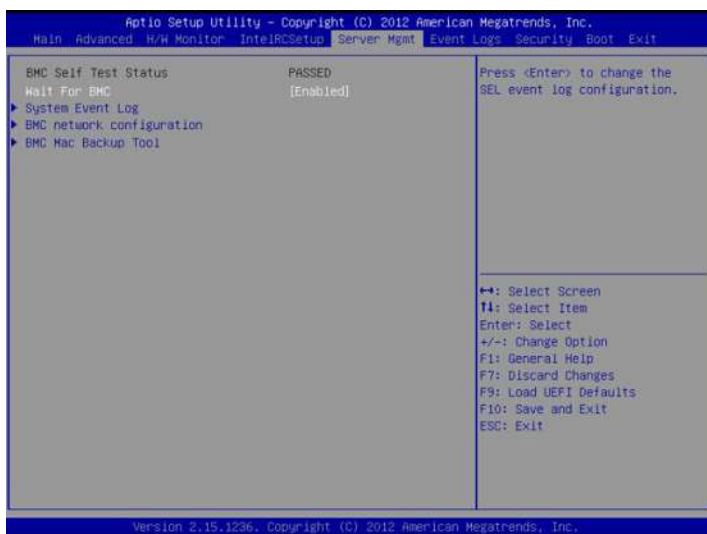 Aptio Setup Utility – Copyright (C) 2012 American Megatrends, Inc.
Main Advanced H/W Monitor IntelRCSetup Server Mgmt Event Logs Security Boot Exit
BMC Self Test Status PASSED
Wait For BMC [Enabled]
System Event Log
BMC network configuration
BMC Mac Backup Tool
Press <Enter> to change the
SEL event log configuration.
↔: Select Screen
↑↓: Select Item
Enter: Select
+/-: Change Option
F1: General Help
F7: Discard Changes
F9: Load UEFI Defaults
F10: Save and Exit
ESC: Exit
Version 2.15.1236. Copyright (C) 2012 American Megatrends, Inc.